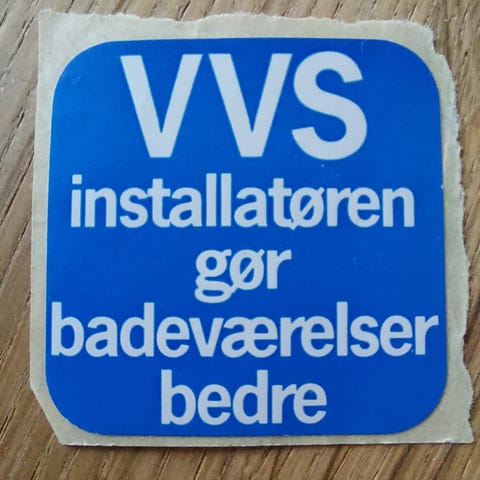 VVS
installatøren
gør
badeværelser
bedre